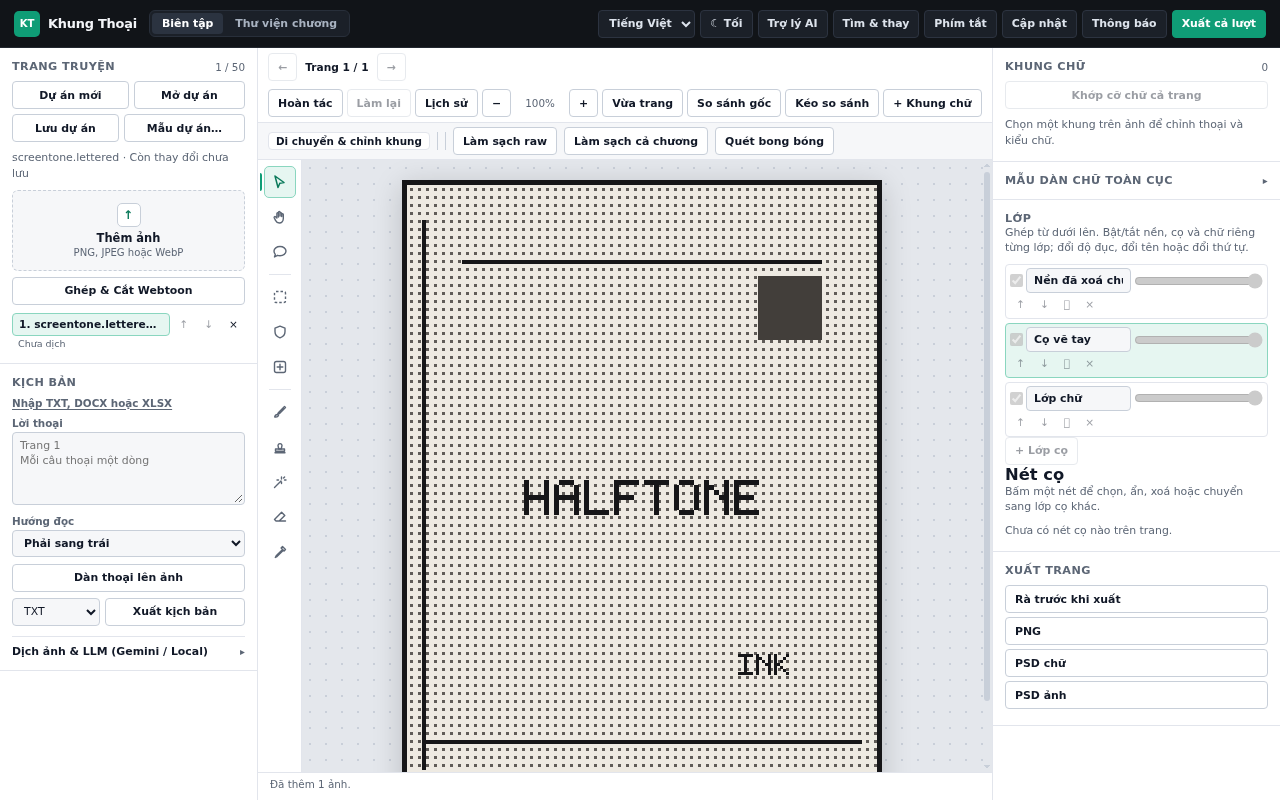 KT Khung Thoại Biên tập Thư viện chương Tiếng Việt Tối Trợ lý AI Tìm & thay Phím tắt Cập nhật Thông báo Xuất cả lượt
TRANG TRUYỆN 1 / 50
Dự án mới Mở dự án
Lưu dự án Mẫu dự án…
screentone.lettered · Còn thay đổi chưa
lưu
Thêm ảnh
PNG, JPEG hoặc WebP
Ghép & Cắt Webtoon
1. screentone.lettere…
Chưa dịch
KỊCH BẢN
Nhập TXT, DOCX hoặc XLSX
Lời thoại
Trang 1
Mỗi câu thoại một dòng
Hướng đọc
Phải sang trái
Dàn thoại lên ảnh
TXT Xuất kịch bản
Dịch ảnh & LLM (Gemini / Local)
← Trang 1 / 1 →
Hoàn tác Làm lại Lịch sử − 100% + Vừa trang So sánh gốc Kéo so sánh + Khung chữ
Di chuyển & chỉnh khung Làm sạch raw Làm sạch cả chương Quét bong bóng
HALFTONE
INK
Đã thêm 1 ảnh.
KHUNG CHỮ 0
Khớp cỡ chữ cả trang
Chọn một khung trên ảnh để chỉnh thoại và
kiểu chữ.
MẪU DÀN CHỮ TOÀN CỤC
LỚP
Ghép từ dưới lên. Bật/tắt nền, cọ và chữ riêng
từng lớp; đổi độ dục, đổi tên hoặc đổi thứ tự.
Nền đã xoá
Cọ vẽ tay
Lớp chữ
+ Lớp cọ
Nét cọ
Bấm một nét để chọn, ẩn, xoá hoặc chuyển
sang lớp cọ khác.
Chưa có nét cọ nào trên trang.
XUẤT TRANG
Rà trước khi xuất
PNG
PSD chữ
PSD ảnh